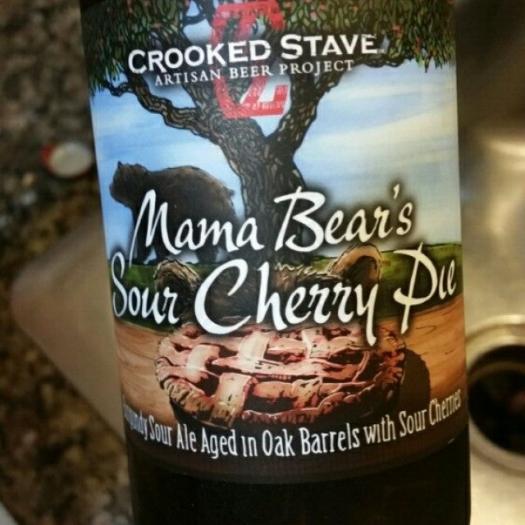 CROOKED STAVE
ARTISAN BEER PROJECT
Mama Bear's
Sour Cherry Pie
Sour Ale Aged in Oak Barrels with Sour Cherries